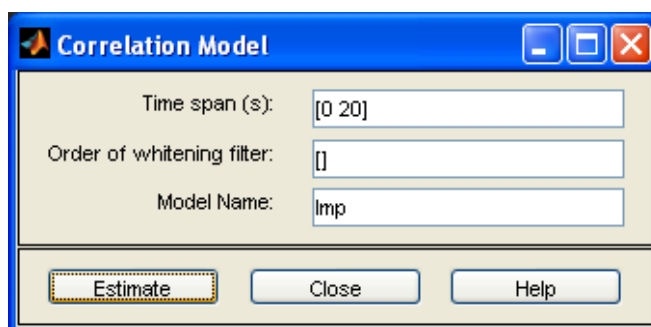 Correlation Model
Time span (s): [0 20]
Order of whitening filter: []
Model Name: Imp
Estimate Close Help